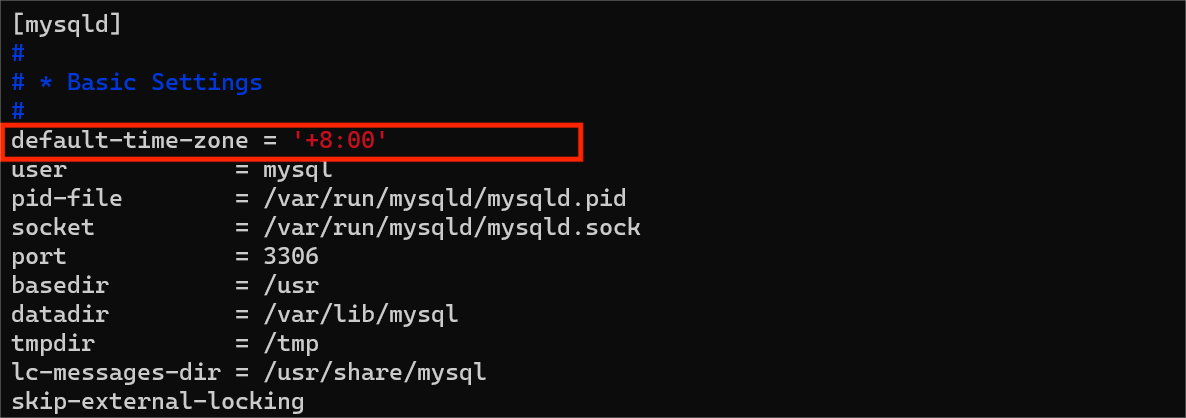 [mysqld]
#
# * Basic Settings
#
default-time-zone = '+8:00'
user            = mysql
pid-file        = /var/run/mysqld/mysqld.pid
socket          = /var/run/mysqld/mysqld.sock
port            = 3306
basedir         = /usr
datadir         = /var/lib/mysql
tmpdir          = /tmp
lc-messages-dir = /usr/share/mysql
skip-external-locking